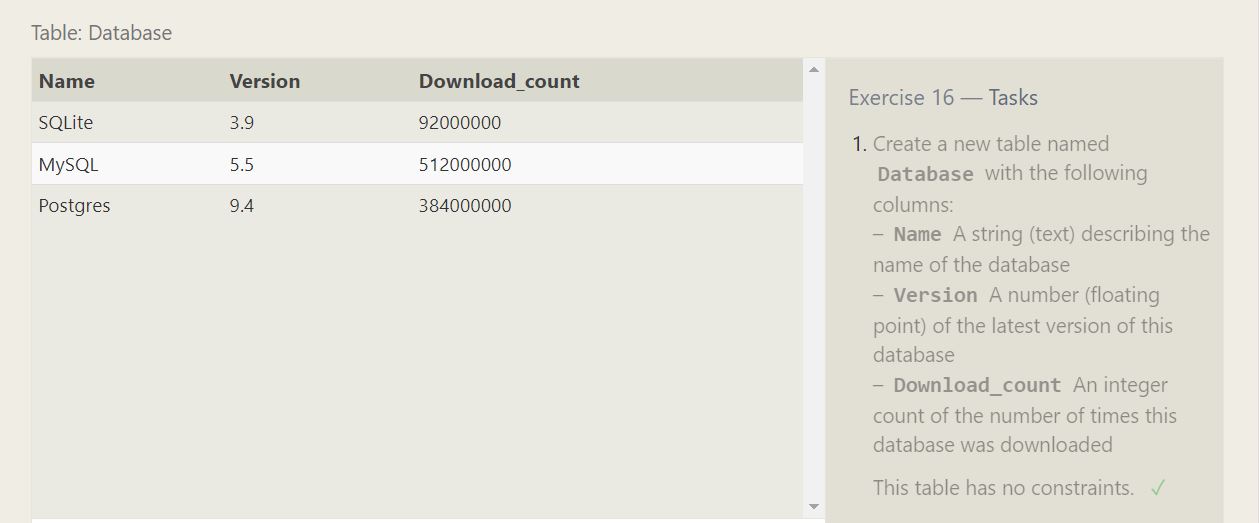 Table: Database
Name Version Download_count
SQLite 3.9 92000000
MySQL 5.5 512000000
Postgres 9.4 384000000
Exercise 16 — Tasks
1. Create a new table named
Database with the following
columns:
– Name A string (text) describing the
name of the database
– Version A number (floating
point) of the latest version of this
database
– Download_count An integer
count of the number of times this
database was downloaded
This table has no constraints. ✓